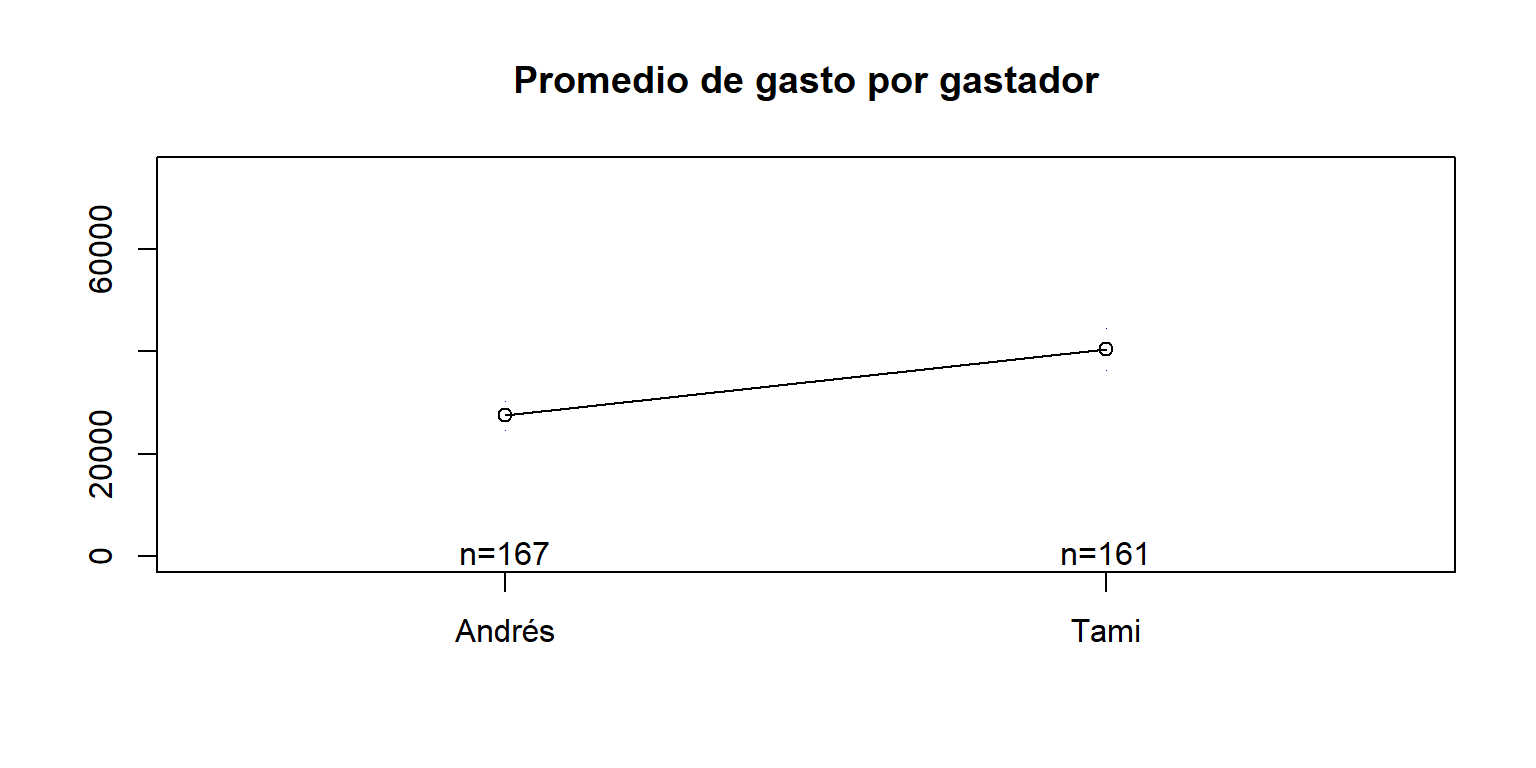 Promedio de gasto por gastador
60000
20000
0
n=167
n=161
Andrés
Tami